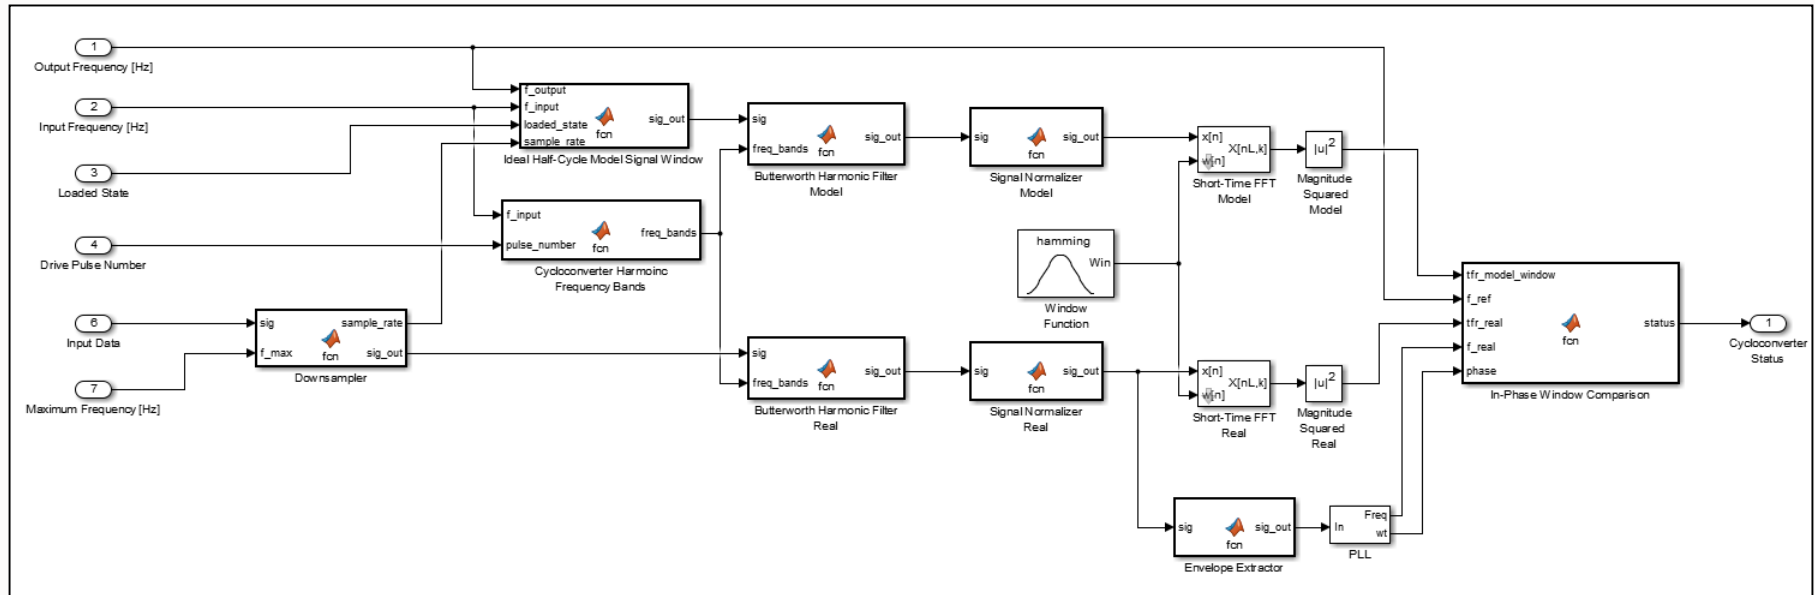 1
Output Frequency [Hz]
2
Input Frequency [Hz]
3
Loaded State
4
Drive Pulse Number
6
Input Data
7
Maximum Frequency [Hz]
sig
f_max
sample_rate
sig_out
fcn
Downsampler
f_output
f_input
loaded_state
sample_rate
sig_out
fcn
Ideal Half-Cycle Model Signal Window
f_input
pulse_number
freq_bands
fcn
Cycloconverter Harmoinc
Frequency Bands
sig
freq_bands
sig_out
fcn
Butterworth Harmonic Filter
Model
sig
sig_out
fcn
Signal Normalizer
Model
x[n]
w[n]
X[nL,k]
Short-Time FFT
Model
|u|2
Magnitude
Squared
Model
hamming
Win
Window
Function
sig
freq_bands
sig_out
fcn
Butterworth Harmonic Filter
Real
sig
sig_out
fcn
Signal Normalizer
Real
x[n]
w[n]
X[nL,k]
Short-Time FFT
Real
|u|2
Magnitude
Squared
Real
sig
sig_out
fcn
Envelope Extractor
In
Freq
wt
PLL
tfr_model_window
f_ref
tfr_real
f_real
phase
status
fcn
In-Phase Window Comparison
1
Cycloconverter
Status